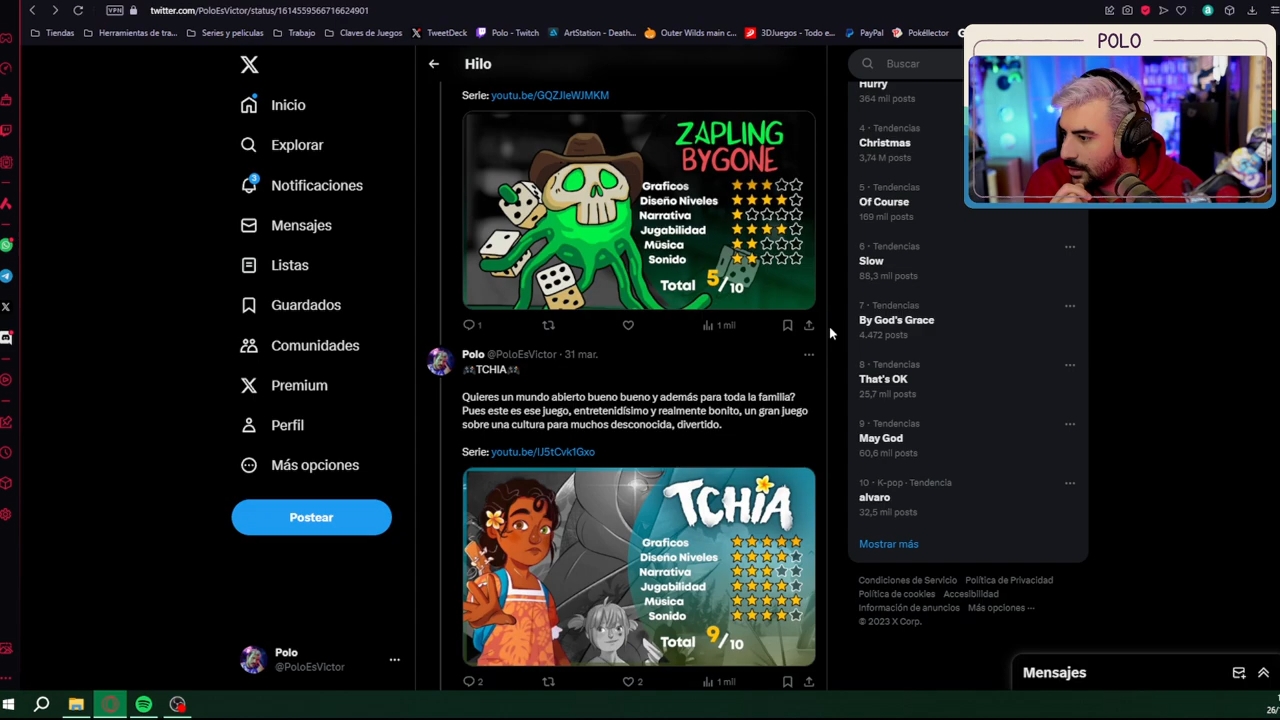 twitter.com/PoloEsVictor/status/1614559566716624901
VPN
Tiendas
Herramientas de tra...
Series y peliculas
Trabajo
Claves de Juegos
TweetDeck
Polo - Twitch
ArtStation - Death...
Outer Wilds main c...
3DJuegos - Todo e...
PayPal
Pokéllector
POLO
Inicio
Explorar
3
Notificaciones
Mensajes
Listas
Guardados
Comunidades
Premium
Perfil
Más opciones
Postear
Polo
@PoloEsVictor
Hilo
Serie: youtu.be/GQZJIeWJMKM
ZAPLING
BYGONE
Graficos
Diseño Niveles
Narrativa
Jugabilidad
Música
Sonido
Total 5/10
1
1 mil
Polo @PoloEsVictor · 31 mar.
🎮TCHIA🎮
Quieres un mundo abierto bueno bueno y además para toda la familia?
Pues este es ese juego, entretenidísimo y realmente bonito, un gran juego
sobre una cultura para muchos desconocida, divertido.
Serie: youtu.be/IJ5tCvk1Gxo
TCHIA
Graficos
Diseño Niveles
Narrativa
Jugabilidad
Música
Sonido
Total 9/10
2
2
1 mil
Buscar
Hurry
364 mil posts
4 · Tendencias
Christmas
3,74 M posts
5 · Tendencias
Of Course
169 mil posts
6 · Tendencias
Slow
88,3 mil posts
7 · Tendencias
By God's Grace
4.472 posts
8 · Tendencias
That's OK
25,7 mil posts
9 · Tendencias
May God
60,6 mil posts
10 · K-pop · Tendencia
alvaro
32,5 mil posts
Mostrar más
Condiciones de Servicio Política de Privacidad
Política de cookies Accesibilidad
Información de anuncios Más opciones ···
© 2023 X Corp.
Mensajes